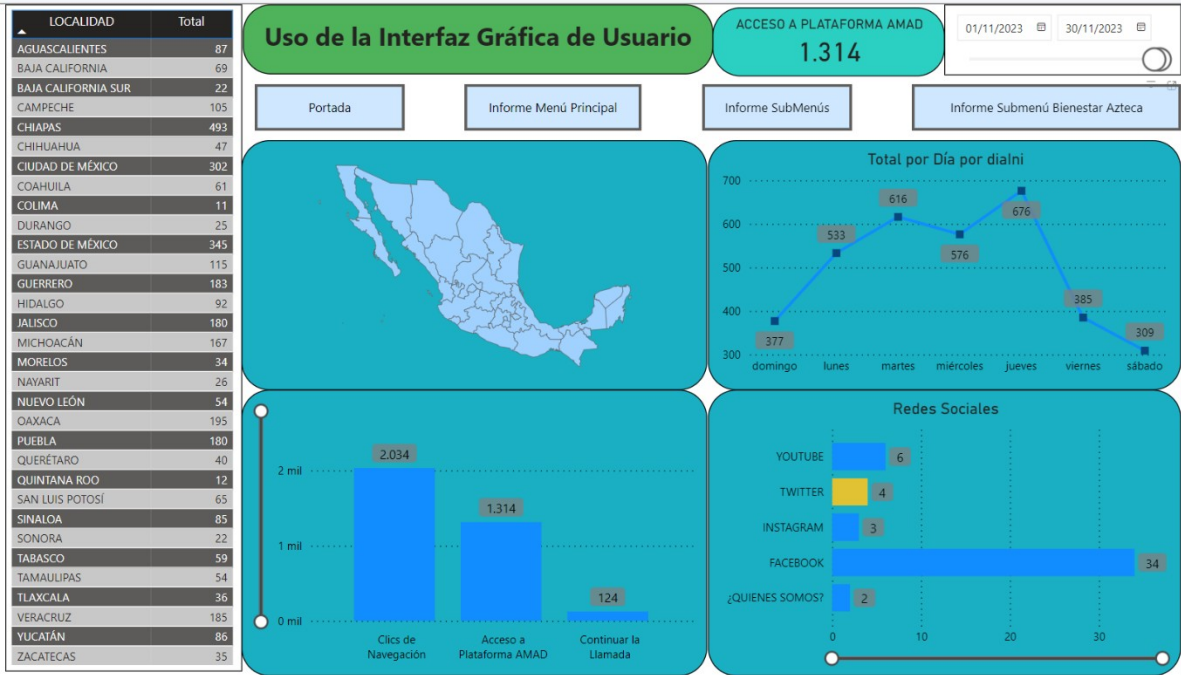 LOCALIDAD Total
AGUASCALIENTES 87
BAJA CALIFORNIA 69
BAJA CALIFORNIA SUR 22
CAMPECHE 105
CHIAPAS 493
CHIHUAHUA 47
CIUDAD DE MÉXICO 302
COAHUILA 61
COLIMA 11
DURANGO 25
ESTADO DE MÉXICO 345
GUANAJUATO 115
GUERRERO 183
HIDALGO 92
JALISCO 180
MICHOACÁN 167
MORELOS 34
NAYARIT 26
NUEVO LEÓN 54
OAXACA 195
PUEBLA 180
QUERÉTARO 40
QUINTANA ROO 12
SAN LUIS POTOSÍ 65
SINALOA 85
SONORA 22
TABASCO 59
TAMAULIPAS 54
TLAXCALA 36
VERACRUZ 185
YUCATÁN 86
ZACATECAS 35
Uso de la Interfaz Gráfica de Usuario
ACCESO A PLATAFORMA AMAD
1.314
01/11/2023 30/11/2023
Portada
Informe Menú Principal
Informe SubMenús
Informe Submenú Bienestar Azteca
Total por Día por diaIni
700
600
500
400
300
377
533
616
576
676
385
309
domingo lunes martes miércoles jueves viernes sábado
2 mil
1 mil
0 mil
2.034
1.314
124
Clics de
Navegación
Acceso a
Plataforma AMAD
Continuar la
Llamada
Redes Sociales
YOUTUBE 6
TWITTER 4
INSTAGRAM 3
FACEBOOK 34
¿QUIENES SOMOS? 2
0 10 20 30